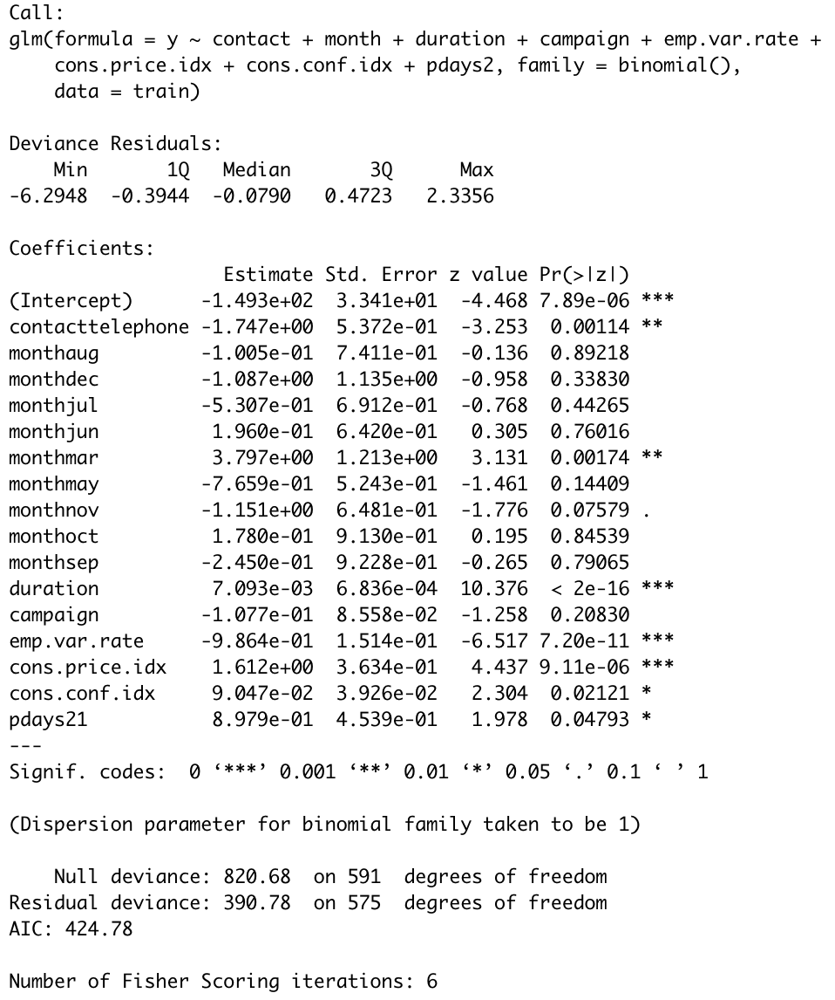 Call:
glm(formula = y ~ contact + month + duration + campaign + emp.var.rate +
    cons.price.idx + cons.conf.idx + pdays2, family = binomial(),
    data = train)

Deviance Residuals:
    Min       1Q   Median       3Q      Max
-6.2948  -0.3944  -0.0790   0.4723   2.3356

Coefficients:
                   Estimate Std. Error z value Pr(>|z|)
(Intercept)      -1.493e+02  3.341e+01  -4.468 7.89e-06 ***
contacttelephone -1.747e+00  5.372e-01  -3.253  0.00114 **
monthaug         -1.005e-01  7.411e-01  -0.136  0.89218
monthdec         -1.087e+00  1.135e+00  -0.958  0.33830
monthjul         -5.307e-01  6.912e-01  -0.768  0.44265
monthjun          1.960e-01  6.420e-01   0.305  0.76016
monthmar          3.797e+00  1.213e+00   3.131  0.00174 **
monthmay         -7.659e-01  5.243e-01  -1.461  0.14409
monthnov         -1.151e+00  6.481e-01  -1.776  0.07579 .
monthoct          1.780e-01  9.130e-01   0.195  0.84539
monthsep         -2.450e-01  9.228e-01  -0.265  0.79065
duration          7.093e-03  6.836e-04  10.376  < 2e-16 ***
campaign         -1.077e-01  8.558e-02  -1.258  0.20830
emp.var.rate     -9.864e-01  1.514e-01  -6.517 7.20e-11 ***
cons.price.idx    1.612e+00  3.634e-01   4.437 9.11e-06 ***
cons.conf.idx     9.047e-02  3.926e-02   2.304  0.02121 *
pdays21           8.979e-01  4.539e-01   1.978  0.04793 *
---
Signif. codes:  0 ‘***’ 0.001 ‘**’ 0.01 ‘*’ 0.05 ‘.’ 0.1 ‘ ’ 1

(Dispersion parameter for binomial family taken to be 1)

    Null deviance: 820.68  on 591  degrees of freedom
Residual deviance: 390.78  on 575  degrees of freedom
AIC: 424.78

Number of Fisher Scoring iterations: 6